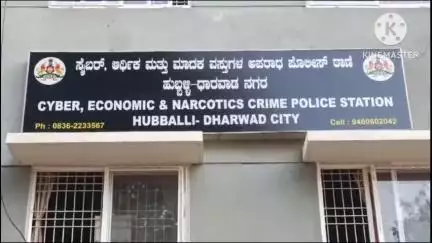 K
KINEMASTER
ಸೈಬರ್, ಆರ್ಥಿಕ ಮತ್ತು ಮಾದಕ ವಸ್ತುಗಳ ಅಪರಾಧ ಪೊಲೀಸ್ ಠಾಣೆ
ಹುಬ್ಬಳ್ಳಿ-ಧಾರವಾಡ ನಗರ
CYBER, ECONOMIC & NARCOTICS CRIME POLICE STATION
HUBBALLI- DHARWAD CITY
Ph : 0836-2233567
Cell : 9480802042